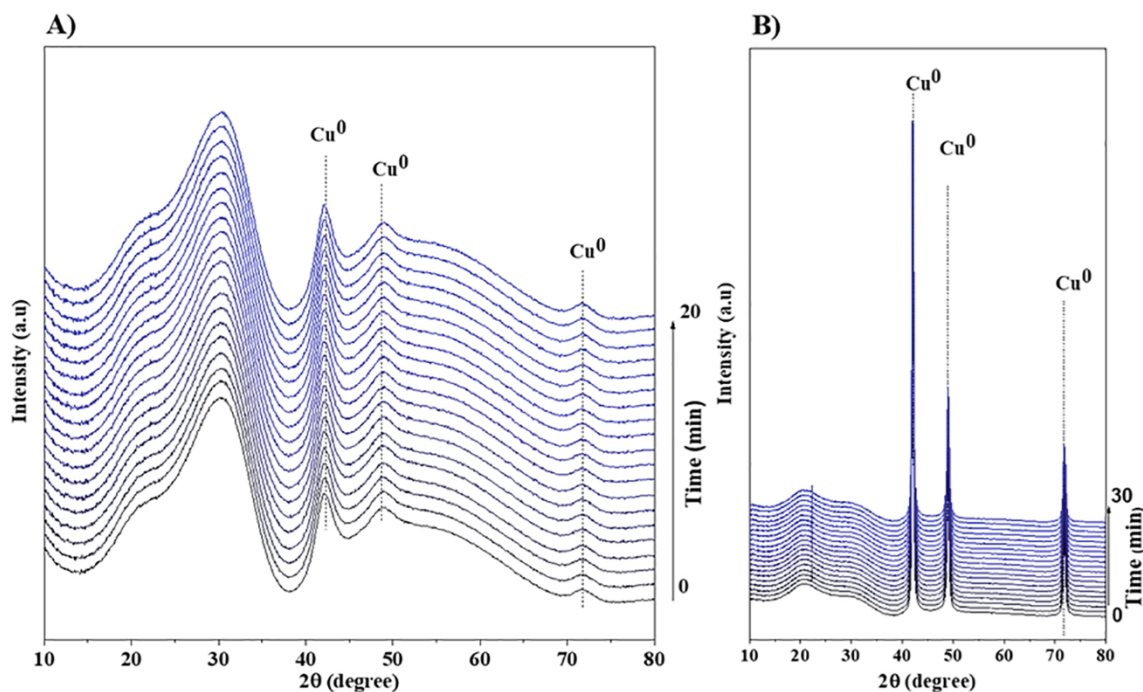 A)
Cu⁰
Cu⁰
Cu⁰
20
Time (min)
0
Intensity (a.u)
10 20 30 40 50 60 70 80
2θ (degree)
B)
Cu⁰
Cu⁰
Cu⁰
30
Time (min)
0
Intensity (a.u)
10 20 30 40 50 60 70 80
2θ (degree)